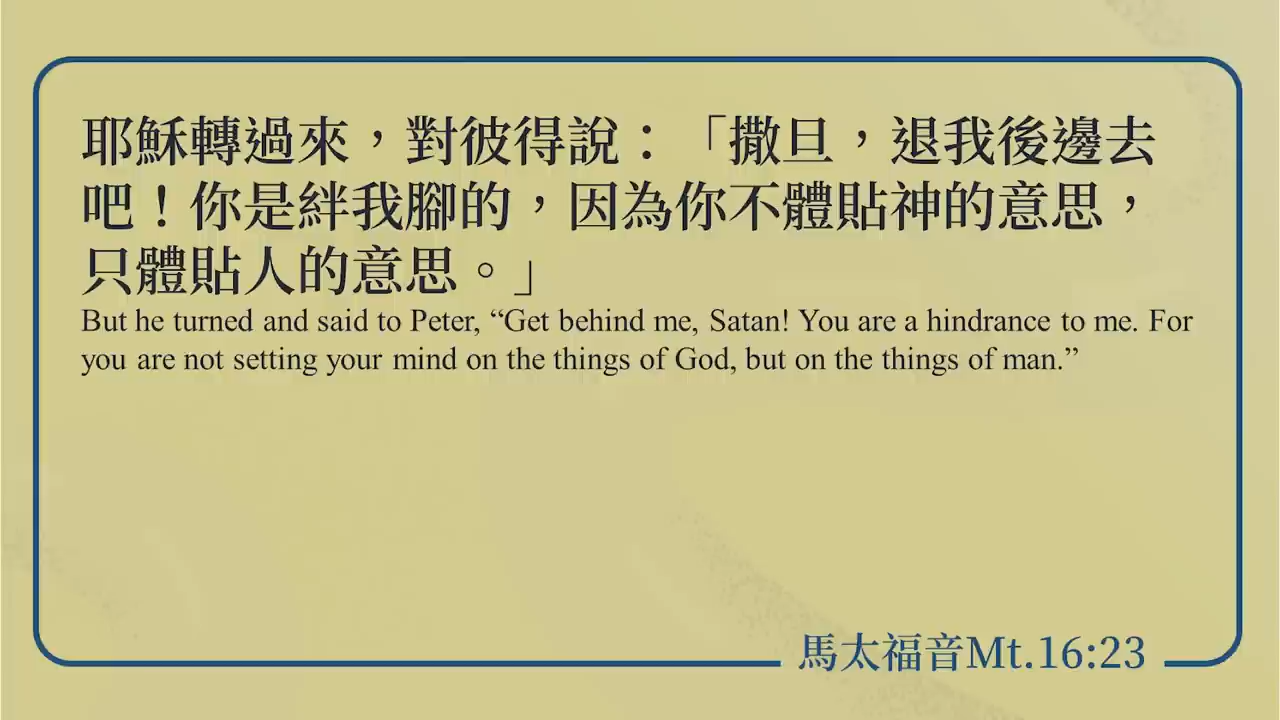 耶穌轉過來，對彼得說：「撒旦，退我後邊去
吧！你是絆我腳的，因為你不體貼神的意思，
只體貼人的意思。」
But he turned and said to Peter, “Get behind me, Satan! You are a hindrance to me. For
you are not setting your mind on the things of God, but on the things of man.”
馬太福音Mt.16:23